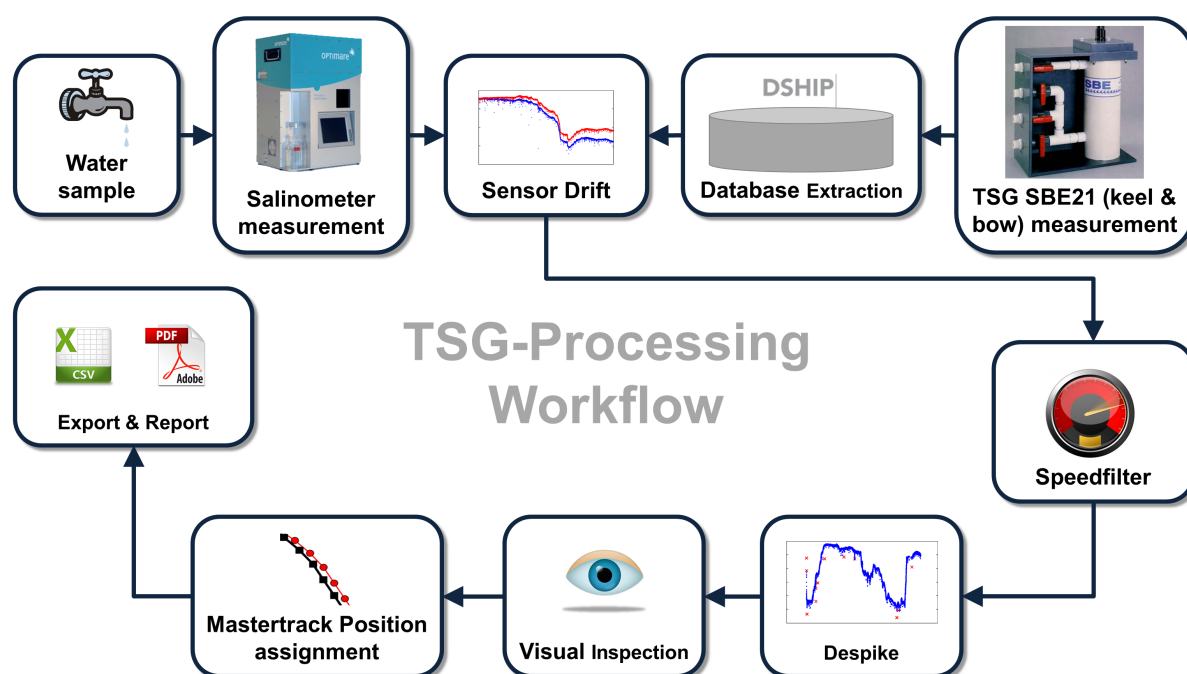 Water
sample
OPTIMARE
Salinometer
measurement
Sensor Drift
DSHIP
Database Extraction
SBE
TSG SBE21 (keel &
bow) measurement
TSG-Processing
Workflow
X
CSV
PDF
Adobe
Export & Report
Speedfilter
Mastertrack Position
assignment
Visual Inspection
Despike